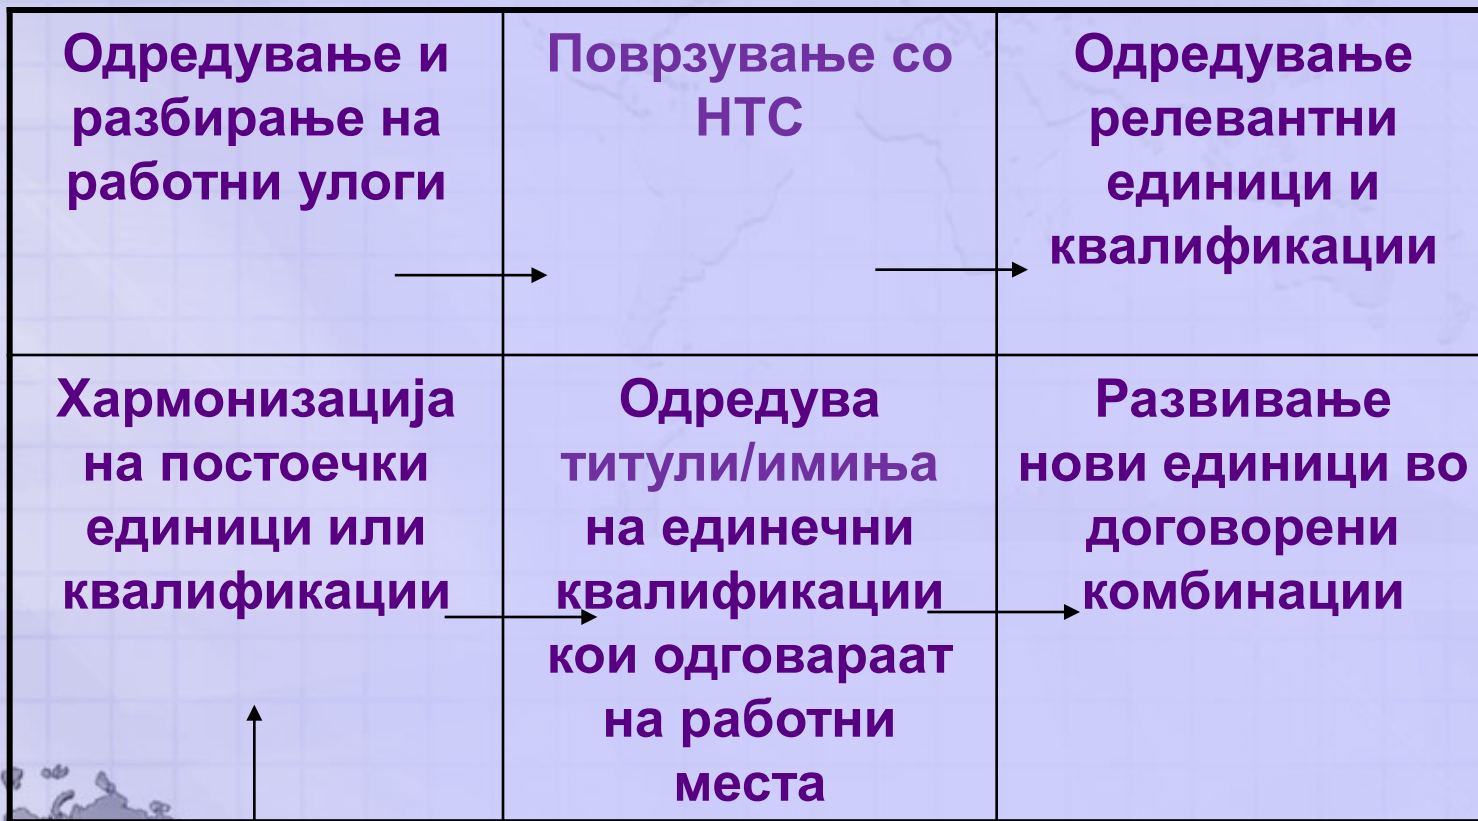 Одредување и
разбирање на
работни улоги
Поврзување со
НТС
Одредување
релевантни
единици и
квалификации
Хармонизација
на постоечки
единици или
квалификации
Одредува
титули/имиња
на единечни
квалификации
кои одговараат
на работни
места
Развивање
нови единици во
договорени
комбинации